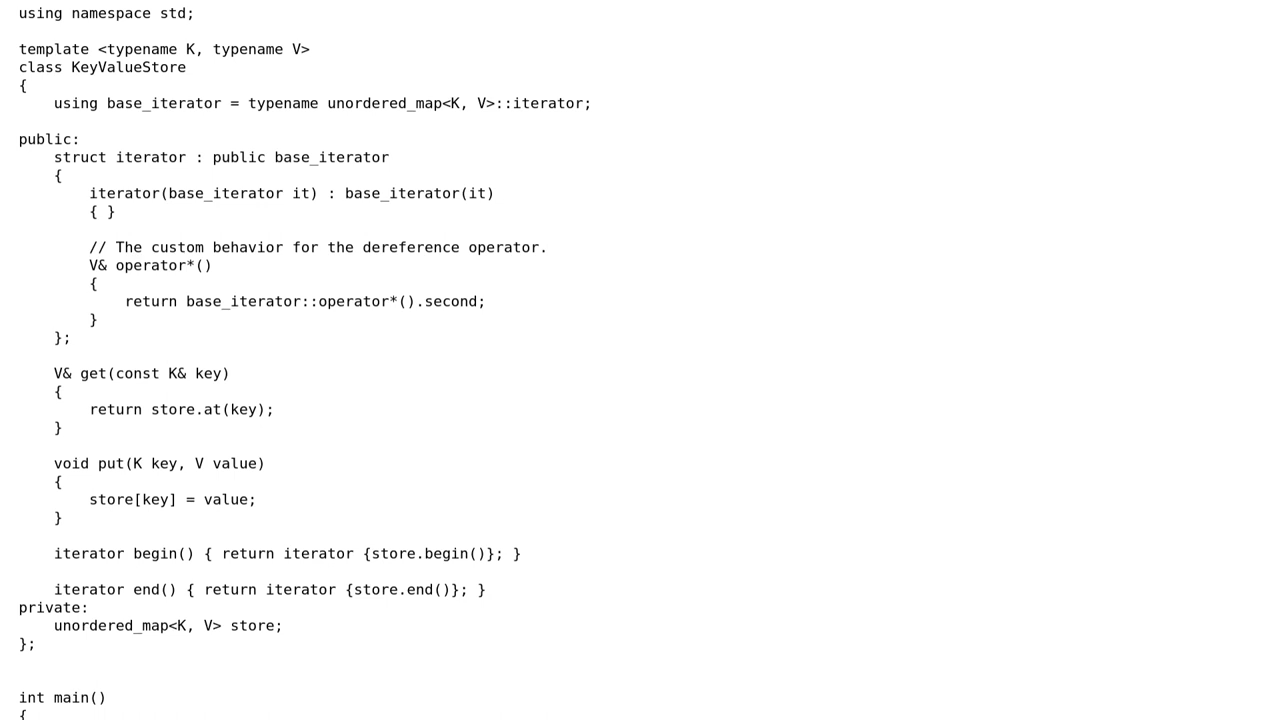 using namespace std;
template <typename K, typename V>
class KeyValueStore
{
    using base_iterator = typename unordered_map<K, V>::iterator;
public:
    struct iterator : public base_iterator
    {
        iterator(base_iterator it) : base_iterator(it)
        { }
        // The custom behavior for the dereference operator.
        V& operator*()
        {
            return base_iterator::operator*().second;
        }
    };
    V& get(const K& key)
    {
        return store.at(key);
    }
    void put(K key, V value)
    {
        store[key] = value;
    }
    iterator begin() { return iterator {store.begin()}; }
    iterator end() { return iterator {store.end()}; }
private:
    unordered_map<K, V> store;
};
int main()
{